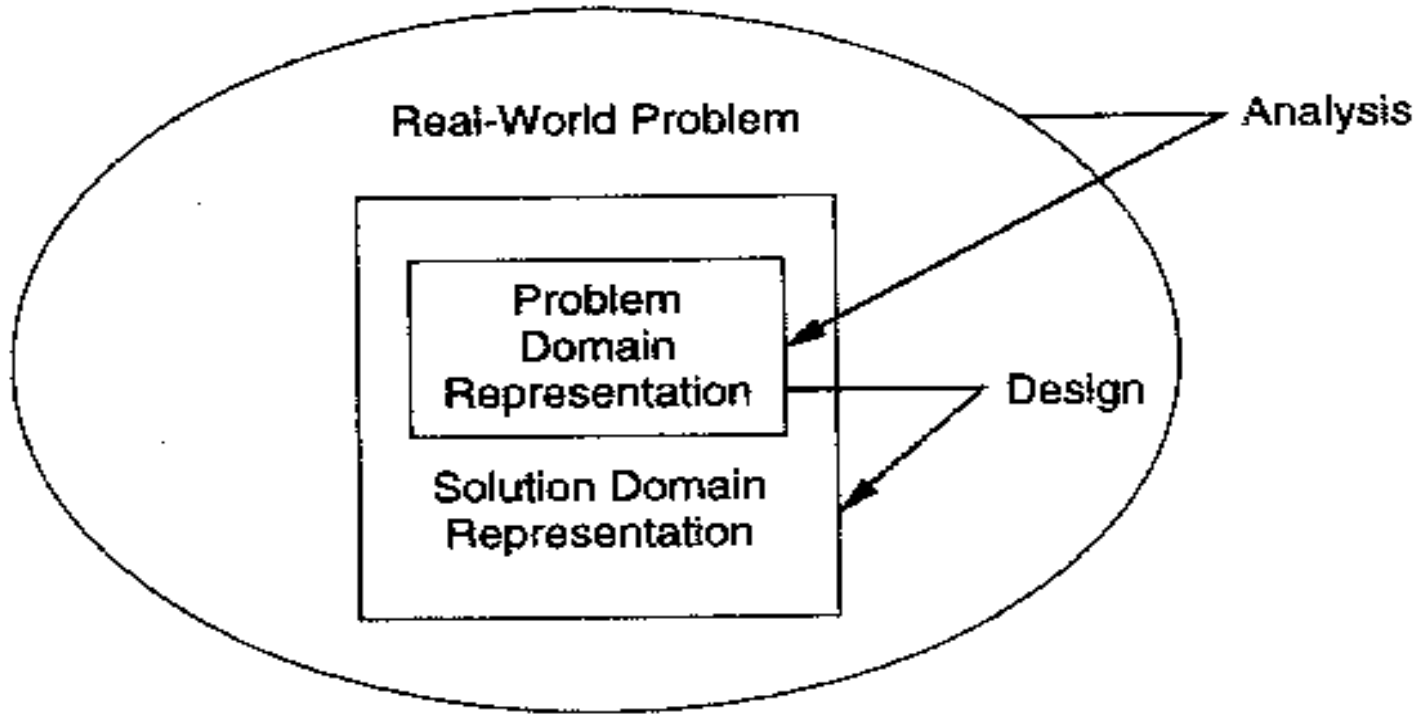 Real-World Problem
Analysis
Problem
Domain
Representation
Design
Solution Domain
Representation